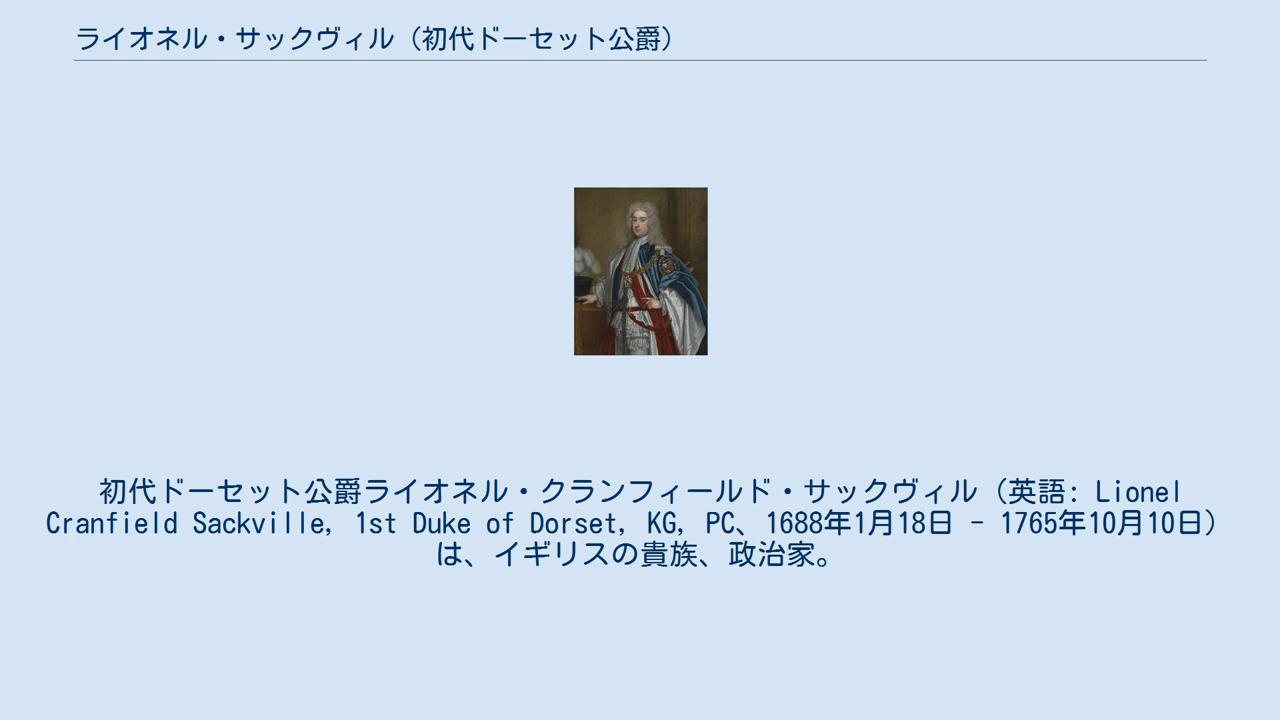 ライオネル・サックヴィル（初代ドーセット公爵）
初代ドーセット公爵ライオネル・クランフィールド・サックヴィル（英語: Lionel
Cranfield Sackville, 1st Duke of Dorset, KG, PC、1688年1月18日 - 1765年10月10日）
は、イギリスの貴族、政治家。